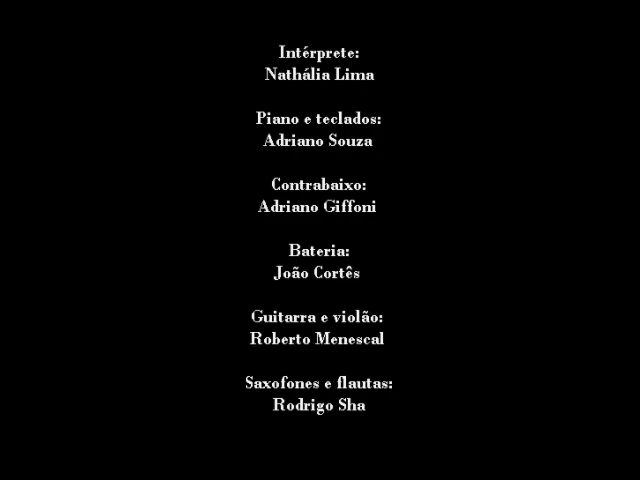 Intérprete:
Nathália Lima
Piano e teclados:
Adriano Souza
Contrabaixo:
Adriano Giffoni
Bateria:
João Cortês
Guitarra e violão:
Roberto Menescal
Saxofones e flautas:
Rodrigo Sha